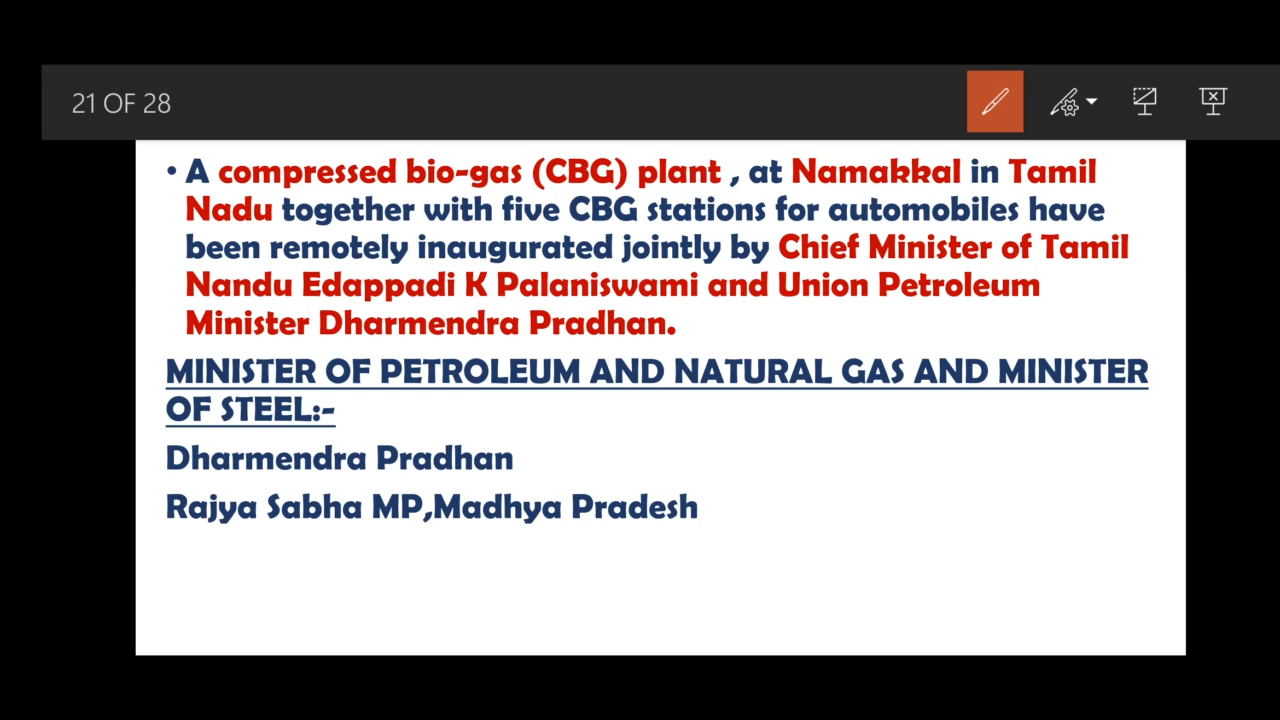 21 OF 28
• A compressed bio-gas (CBG) plant , at Namakkal in Tamil
Nadu together with five CBG stations for automobiles have
been remotely inaugurated jointly by Chief Minister of Tamil
Nandu Edappadi K Palaniswami and Union Petroleum
Minister Dharmendra Pradhan.
MINISTER OF PETROLEUM AND NATURAL GAS AND MINISTER
OF STEEL:-
Dharmendra Pradhan
Rajya Sabha MP,Madhya Pradesh